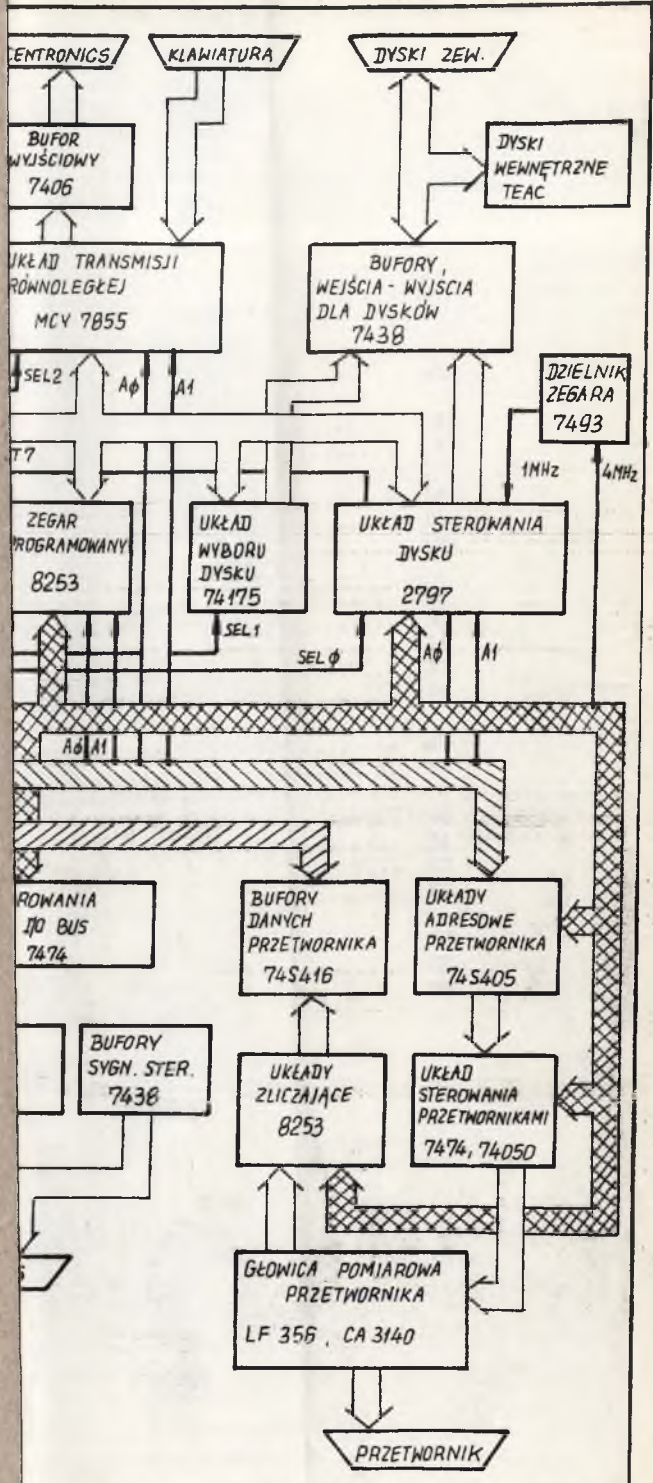 CENTRONICS
KLAWIATURA
DYSKI ZEW.
BUFOR
WYJŚCIOWY
7406
DYSKI
WEWNĘTRZNE
TEAC
UKŁAD TRANSMISJI
RÓWNOLEGŁEJ
MCY 7855
BUFORY,
WEJŚCIA - WYJŚCIA
DLA DYSKÓW
7438
SEL2
Aϕ
A1
DZIELNIK
ZEGARA
7493
T7
1MHz
4MHz
ZEGAR
PROGRAMOWANY
8253
UKŁAD
WYBORU
DYSKU
74175
UKŁAD STEROWANIA
DYSKU
2797
SEL1
SELϕ
Aϕ
A1
Aϕ
A1
ROWANIA
I/O BUS
7474
BUFORY
DANYCH
PRZETWORNIKA
74S416
UKŁADY
ADRESOWE
PRZETWORNIKA
74S405
BUFORY
SYGN. STER.
7438
UKŁADY
ZLICZAJĄCE
8253
UKŁAD
STEROWANIA
PRZETWORNIKAMI
7474, 74050
S
GŁOWICA POMIAROWA
PRZETWORNIKA
LF 356, CA 3140
PRZETWORNIK